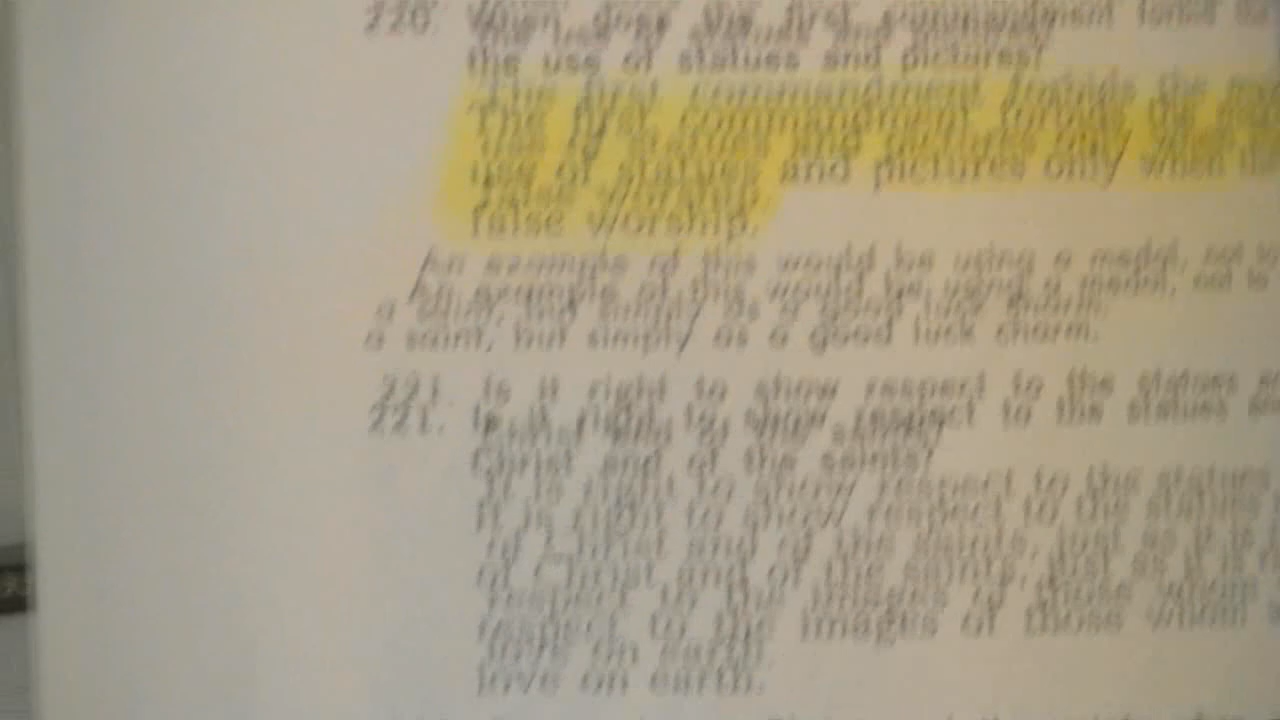 220. When does the first commandment forbid
the use of statues and pictures?
The first commandment forbids the
use of statues and pictures only when
false worship.
An example of this would be using a medal, not
a saint, but simply as a good luck charm.
221. Is it right to show respect to the statues
Christ and of the saints?
It is right to show respect to the statues
of Christ and of the saints, just as it is
respect to the images of those whom
love on earth.